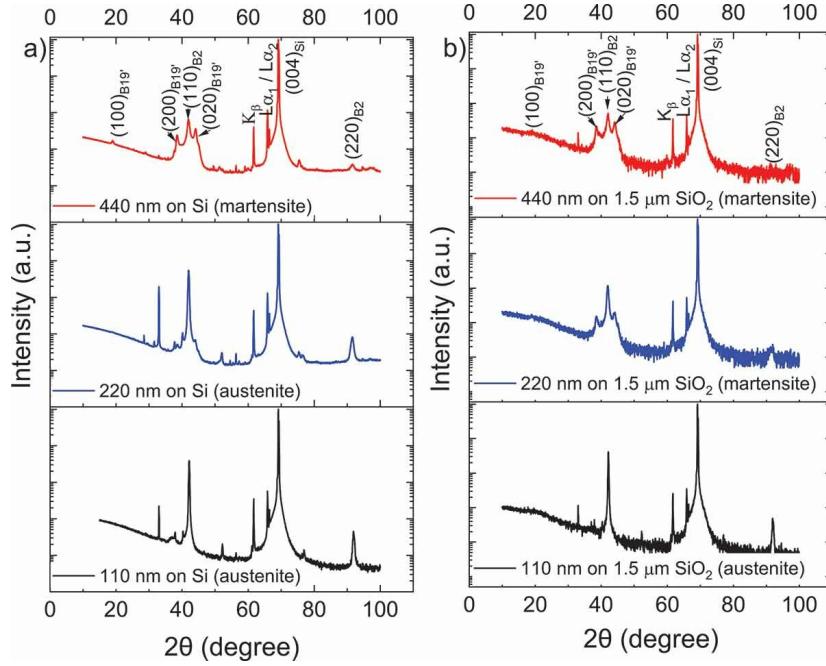 0 20 40 60 80 100
a)
(100)B19'
(200)B19'
(110)B2
(020)B19'
Kβ
Lα1 / Lα2
(004)Si
(220)B2
440 nm on Si (martensite)
220 nm on Si (austenite)
110 nm on Si (austenite)
Intensity (a.u.)
0 20 40 60 80 100
2θ (degree)
0 20 40 60 80 100
b)
(100)B19'
(200)B19'
(110)B2
(020)B19'
Kβ
Lα1 / Lα2
(004)Si
(220)B2
440 nm on 1.5 µm SiO2 (martensite)
220 nm on 1.5 µm SiO2 (martensite)
110 nm on 1.5 µm SiO2 (austenite)
Intensity (a.u.)
0 20 40 60 80 100
2θ (degree)